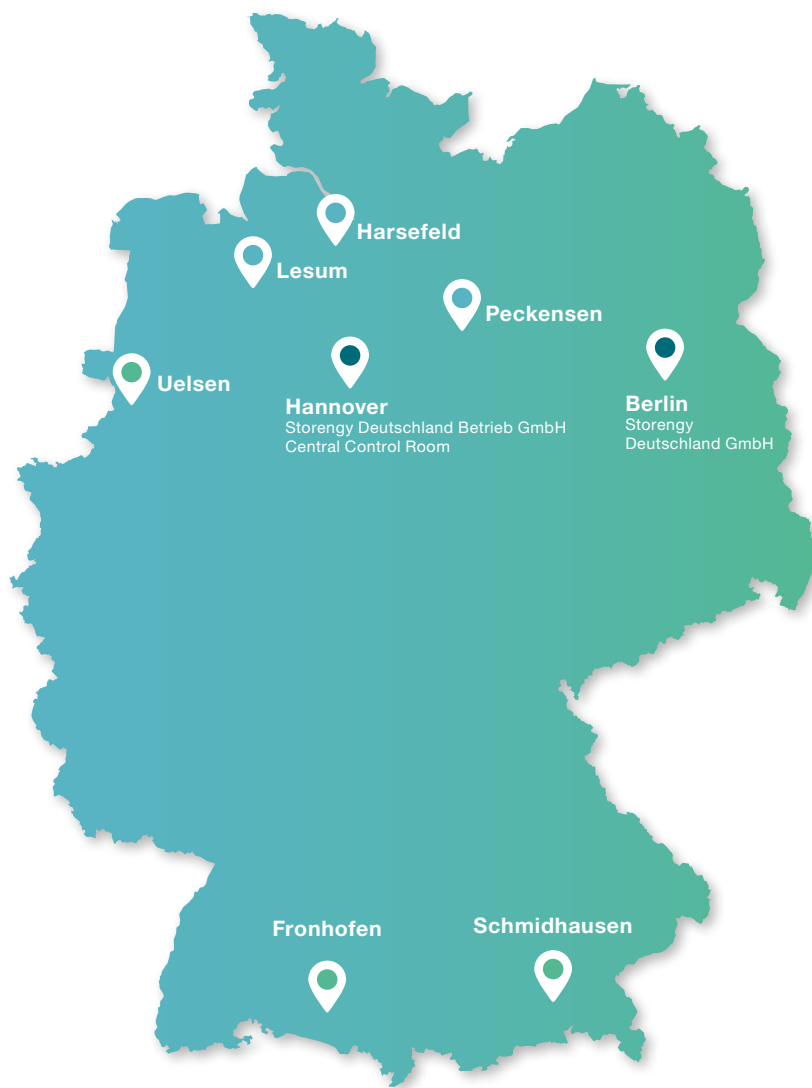 Harsefeld
Lesum
Peckensen
Uelsen
Hannover
Storengy Deutschland Betrieb GmbH
Central Control Room
Berlin
Storengy
Deutschland GmbH
Fronhofen
Schmidhausen